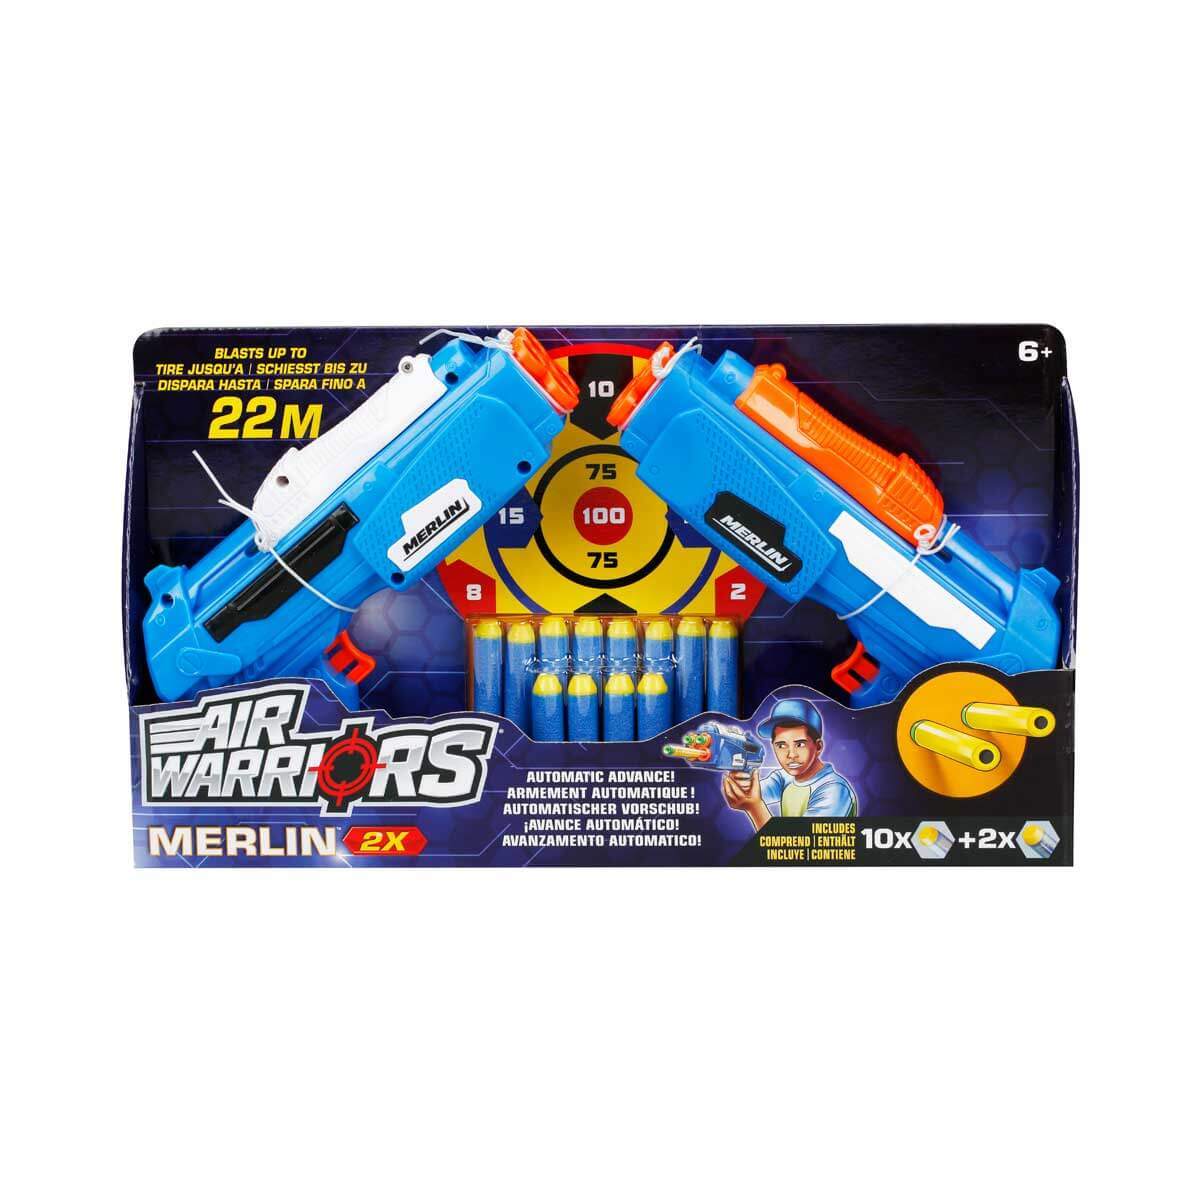 BLASTS UP TO
TIRE JUSQU'A | SCHIESST BIS ZU
DISPARA HASTA | SPARA FINO A
22M
6+
10
75
15
100
75
8
2
MERLIN
MERLIN
AIR
WARRIORS
MERLIN™ 2X
AUTOMATIC ADVANCE!
ARMEMENT AUTOMATIQUE !
AUTOMATISCHER VORSCHUB!
¡AVANCE AUTOMÁTICO!
AVANZAMENTO AUTOMATICO!
INCLUDES
COMPREND | ENTHÄLT
INCLUYE | CONTIENE
10X + 2X